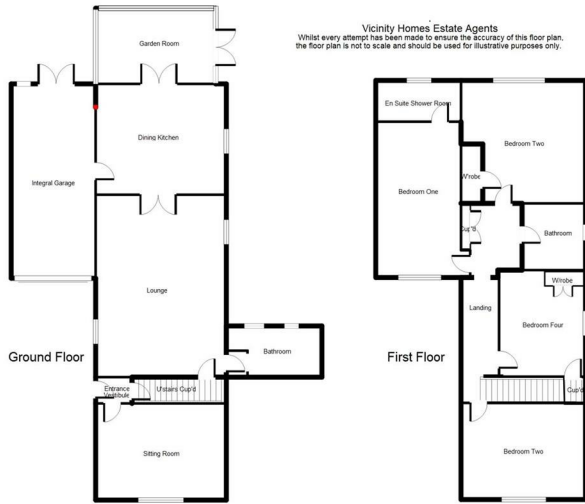 Vicinity Homes Estate Agents
Whilst every attempt has been made to ensure the accuracy of this floor plan,
the floor plan is not to scale and should be used for illustrative purposes only.
Garden Room
Dining Kitchen
Integral Garage
Lounge
Ground Floor
Bathroom
Entrance
Vestibule
U'stairs Cup'd
Sitting Room
En Suite Shower Room
Bedroom Two
W'robe
Bedroom One
Cup'd
Bathroom
W/robe
Landing
Bedroom Four
First Floor
Cup'd
Bedroom Two